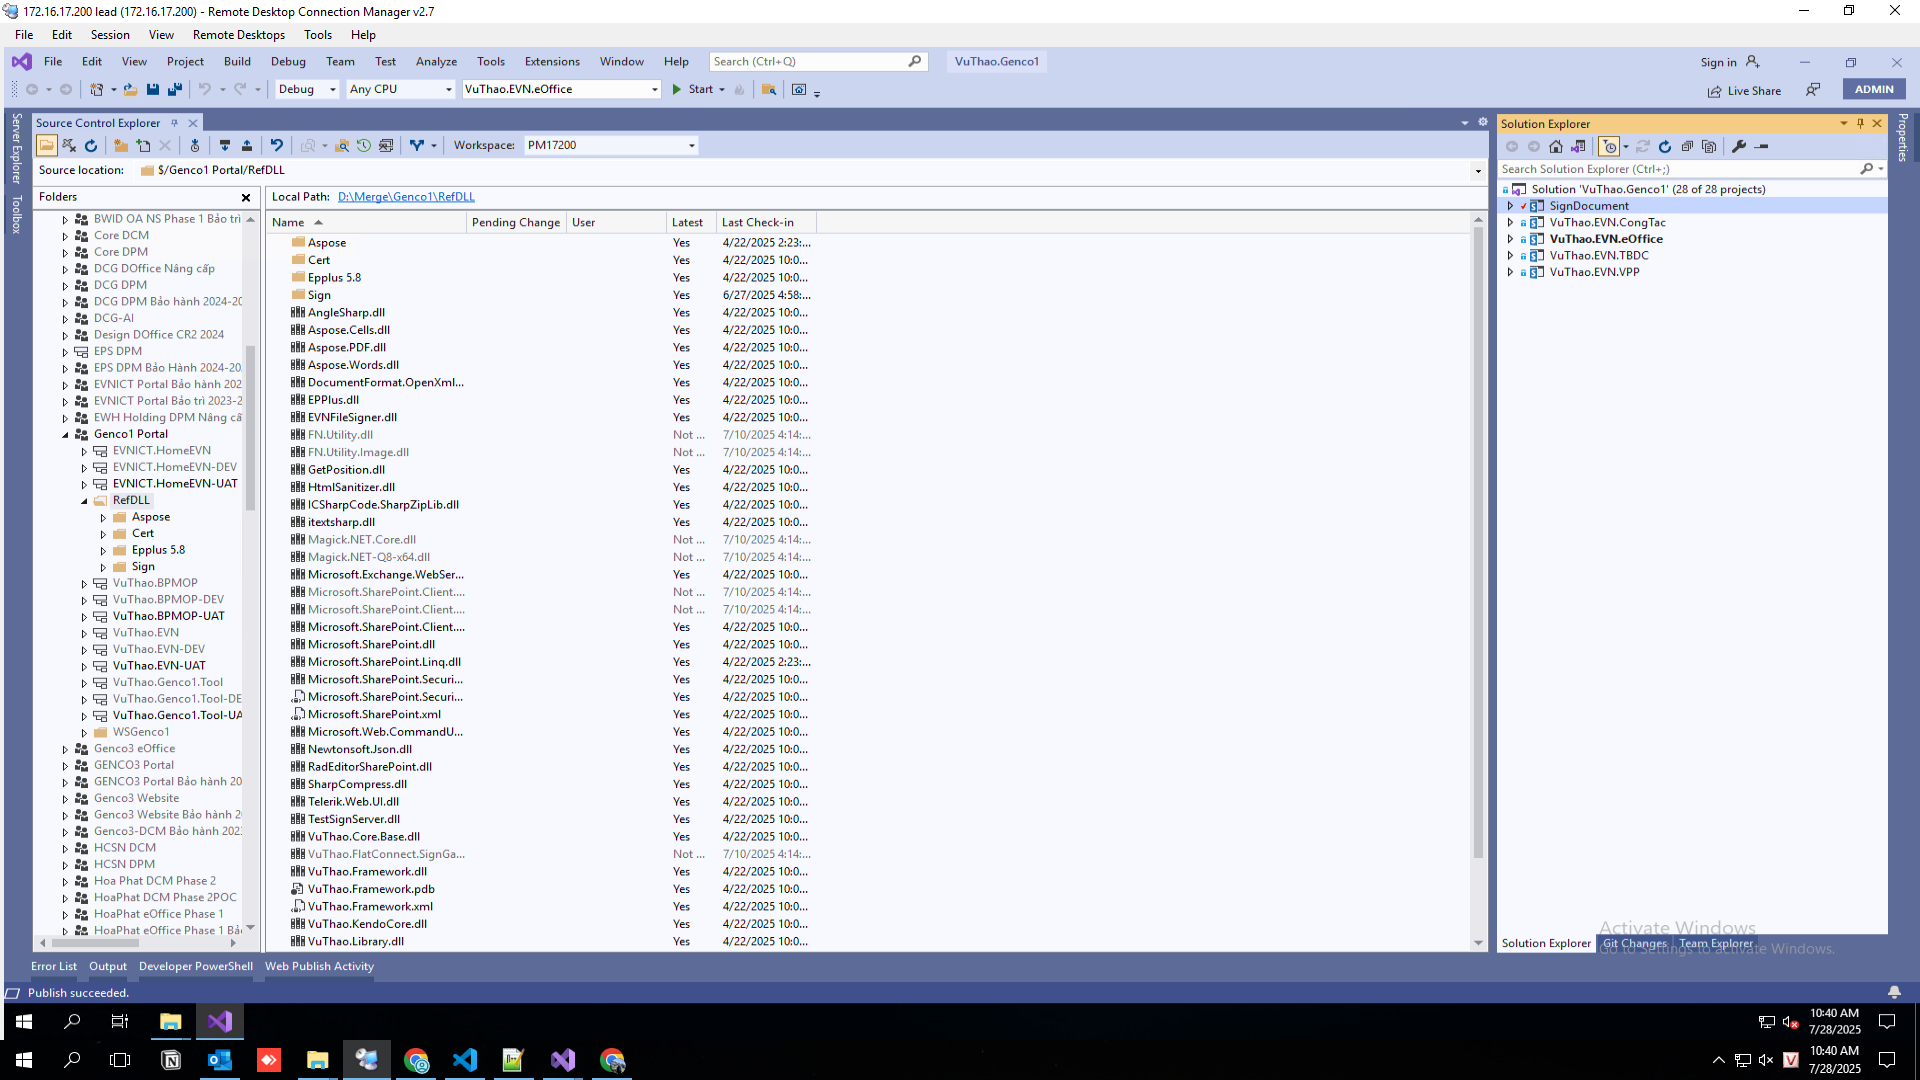 172.16.17.200 lead (172.16.17.200) - Remote Desktop Connection Manager v2.7
File Edit Session View Remote Desktops Tools Help
File Edit View Project Build Debug Team Test Analyze Tools Extensions Window Help Search (Ctrl+Q) VuThao.Genco1 Sign in
Debug Any CPU VuThao.EVN.eOffice Start Live Share ADMIN
Server Explorer
Toolbox
Source Control Explorer
Workspace: PM17200
Source location: $/Genco1 Portal/RefDLL
Folders
BWID OA NS Phase 1 Bảo trì
Core DCM
Core DPM
DCG DOffice Nâng cấp
DCG DPM
DCG DPM Bảo hành 2024-20
DCG-AI
Design DOffice CR2 2024
EPS DPM
EPS DPM Bảo Hành 2024-20
EVNICT Portal Bảo hành 202
EVNICT Portal Bảo trì 2023-2
EWH Holding DPM Nâng cấ
Genco1 Portal
EVNICT.HomeEVN
EVNICT.HomeEVN-DEV
EVNICT.HomeEVN-UAT
RefDLL
Aspose
Cert
Epplus 5.8
Sign
VuThao.BPMOP
VuThao.BPMOP-DEV
VuThao.BPMOP-UAT
VuThao.EVN
VuThao.EVN-DEV
VuThao.EVN-UAT
VuThao.Genco1.Tool
VuThao.Genco1.Tool-DE
VuThao.Genco1.Tool-UA
WSGenco1
Genco3 eOffice
GENCO3 Portal
GENCO3 Portal Bảo hành 20
Genco3 Website
Genco3 Website Bảo hành 2
Genco3-DCM Bảo hành 202
HCSN DCM
HCSN DPM
Hoa Phat DCM Phase 2
HoaPhat DCM Phase 2POC
HoaPhat eOffice Phase 1
HoaPhat eOffice Phase 1 Bả
Local Path: D:\Merge\Genco1\RefDLL
Name Pending Change User Latest Last Check-in
Aspose Yes 4/22/2025 2:23:...
Cert Yes 4/22/2025 10:0...
Epplus 5.8 Yes 4/22/2025 10:0...
Sign Yes 6/27/2025 4:58:...
AngleSharp.dll Yes 4/22/2025 10:0...
Aspose.Cells.dll Yes 4/22/2025 10:0...
Aspose.PDF.dll Yes 4/22/2025 10:0...
Aspose.Words.dll Yes 4/22/2025 10:0...
DocumentFormat.OpenXml... Yes 4/22/2025 10:0...
EPPlus.dll Yes 4/22/2025 10:0...
EVNFileSigner.dll Yes 4/22/2025 10:0...
FN.Utility.dll Not ... 7/10/2025 4:14:...
FN.Utility.Image.dll Not ... 7/10/2025 4:14:...
GetPosition.dll Yes 4/22/2025 10:0...
HtmlSanitizer.dll Yes 4/22/2025 10:0...
ICSharpCode.SharpZipLib.dll Yes 4/22/2025 10:0...
itextsharp.dll Yes 4/22/2025 10:0...
Magick.NET.Core.dll Not ... 7/10/2025 4:14:...
Magick.NET-Q8-x64.dll Not ... 7/10/2025 4:14:...
Microsoft.Exchange.WebSer... Yes 4/22/2025 10:0...
Microsoft.SharePoint.Client.... Not ... 7/10/2025 4:14:...
Microsoft.SharePoint.Client.... Not ... 7/10/2025 4:14:...
Microsoft.SharePoint.Client.... Yes 4/22/2025 10:0...
Microsoft.SharePoint.dll Yes 4/22/2025 10:0...
Microsoft.SharePoint.Linq.dll Yes 4/22/2025 2:23:...
Microsoft.SharePoint.Securi... Yes 4/22/2025 10:0...
Microsoft.SharePoint.Securi... Yes 4/22/2025 10:0...
Microsoft.SharePoint.xml Yes 4/22/2025 10:0...
Microsoft.Web.CommandU... Yes 4/22/2025 10:0...
Newtonsoft.Json.dll Yes 4/22/2025 10:0...
RadEditorSharePoint.dll Yes 4/22/2025 10:0...
SharpCompress.dll Yes 4/22/2025 10:0...
Telerik.Web.UI.dll Yes 4/22/2025 10:0...
TestSignServer.dll Yes 4/22/2025 10:0...
VuThao.Core.Base.dll Yes 4/22/2025 10:0...
VuThao.FlatConnect.SignGa... Not ... 7/10/2025 4:14:...
VuThao.Framework.dll Yes 4/22/2025 10:0...
VuThao.Framework.pdb Yes 4/22/2025 10:0...
VuThao.Framework.xml Yes 4/22/2025 10:0...
VuThao.KendoCore.dll Yes 4/22/2025 10:0...
VuThao.Library.dll Yes 4/22/2025 10:0...
Solution Explorer
Search Solution Explorer (Ctrl+;)
Solution 'VuThao.Genco1' (28 of 28 projects)
SignDocument
VuThao.EVN.CongTac
VuThao.EVN.eOffice
VuThao.EVN.TBDC
VuThao.EVN.VPP
Properties
Activate Windows
Go to Settings to activate Windows.
Solution Explorer Git Changes Team Explorer
Error List Output Developer PowerShell Web Publish Activity
Publish succeeded.
10:40 AM
7/28/2025
10:40 AM
7/28/2025